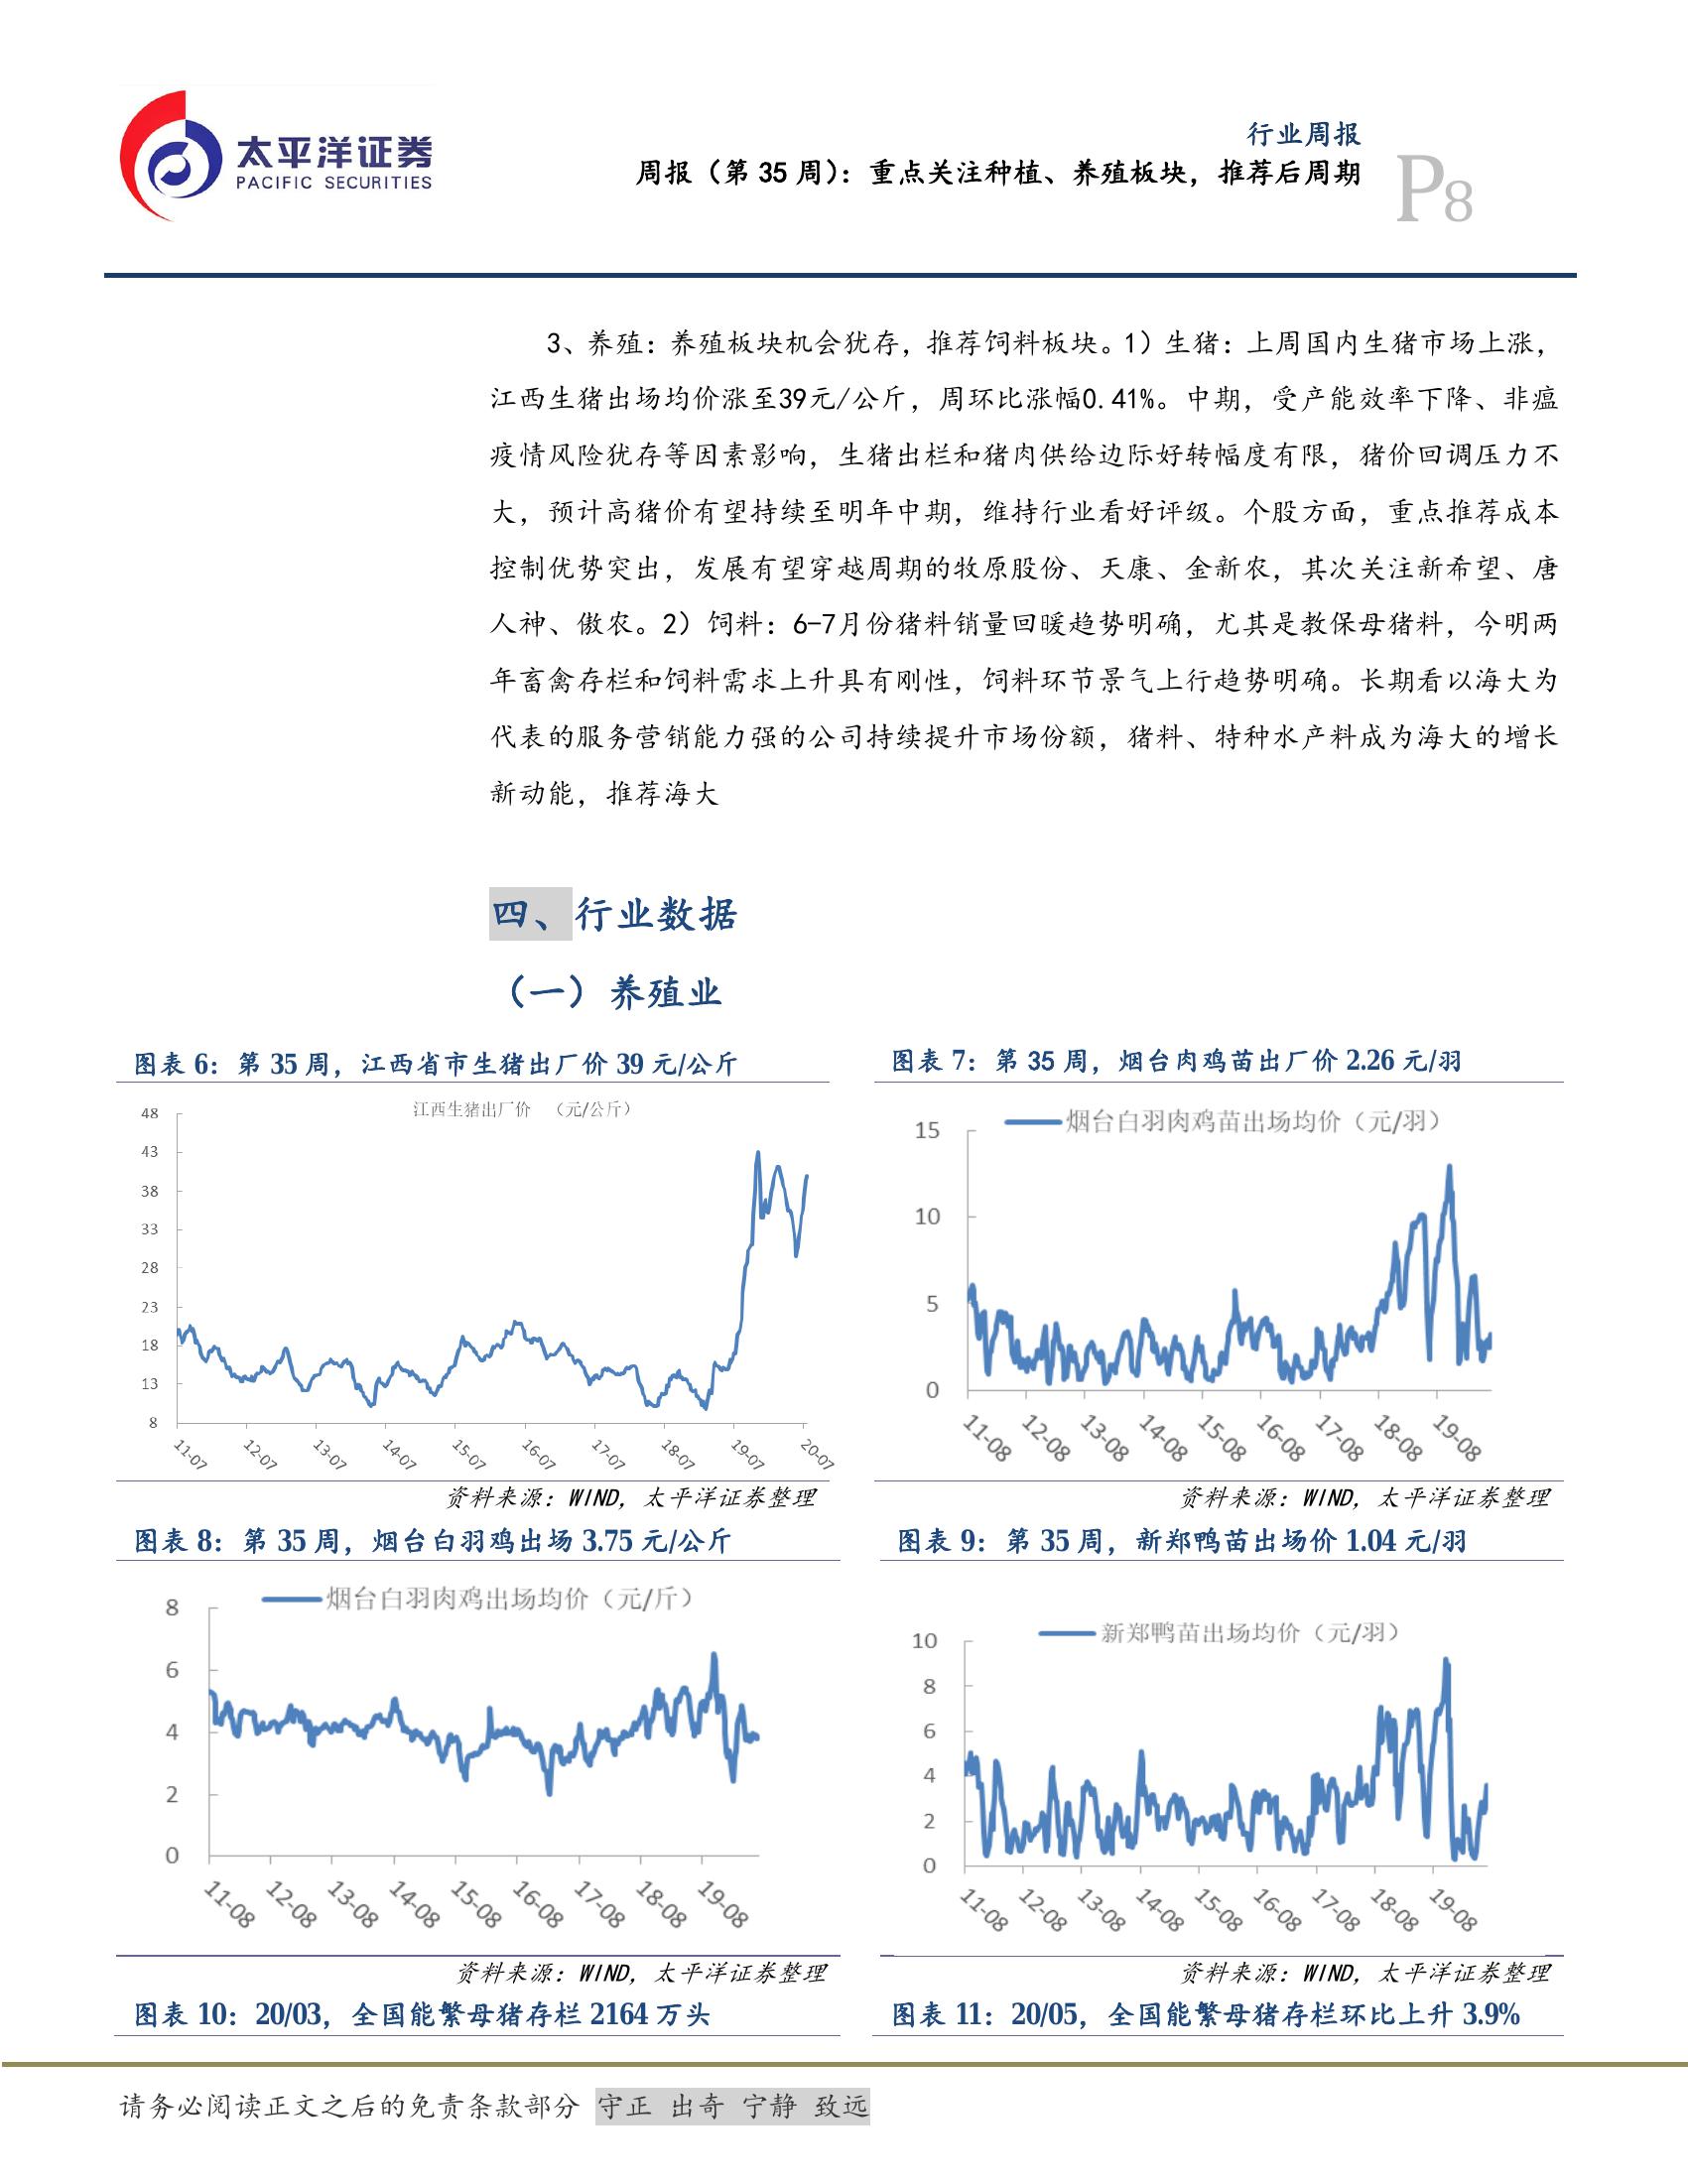 太平洋证券
PACIFIC SECURITIES
行业周报
周报（第 35 周）：重点关注种植、养殖板块，推荐后周期
P8
3、养殖：养殖板块机会犹存，推荐饲料板块。1）生猪：上周国内生猪市场上涨，
江西生猪出场均价涨至39元/公斤，周环比涨幅0.41%。中期，受产能效率下降、非瘟
疫情风险犹存等因素影响，生猪出栏和猪肉供给边际好转幅度有限，猪价回调压力不
大，预计高猪价有望持续至明年中期，维持行业看好评级。个股方面，重点推荐成本
控制优势突出，发展有望穿越周期的牧原股份、天康、金新农，其次关注新希望、唐
人神、傲农。2）饲料：6-7月份猪料销量回暖趋势明确，尤其是教保母猪料，今明两
年畜禽存栏和饲料需求上升具有刚性，饲料环节景气上行趋势明确。长期看以海大为
代表的服务营销能力强的公司持续提升市场份额，猪料、特种水产料成为海大的增长
新动能，推荐海大
四、行业数据
（一）养殖业
图表 6：第 35 周，江西省市生猪出厂价 39 元/公斤
江西生猪出厂价 （元/公斤）
48
43
38
33
28
23
18
13
8
11-07 12-07 13-07 14-07 15-07 16-07 17-07 18-07 19-07 20-07
资料来源：WIND，太平洋证券整理
图表 7：第 35 周，烟台肉鸡苗出厂价 2.26 元/羽
烟台白羽肉鸡苗出场均价（元/羽）
15
10
5
0
11-08 12-08 13-08 14-08 15-08 16-08 17-08 18-08 19-08
资料来源：WIND，太平洋证券整理
图表 8：第 35 周，烟台白羽鸡出场 3.75 元/公斤
烟台白羽肉鸡出场均价（元/斤）
8
6
4
2
0
11-08 12-08 13-08 14-08 15-08 16-08 17-08 18-08 19-08
资料来源：WIND，太平洋证券整理
图表 9：第 35 周，新郑鸭苗出场价 1.04 元/羽
新郑鸭苗出场均价（元/羽）
10
8
6
4
2
0
11-08 12-08 13-08 14-08 15-08 16-08 17-08 18-08 19-08
资料来源：WIND，太平洋证券整理
图表 10：20/03，全国能繁母猪存栏 2164 万头
图表 11：20/05，全国能繁母猪存栏环比上升 3.9%
请务必阅读正文之后的免责条款部分 守正 出奇 宁静 致远